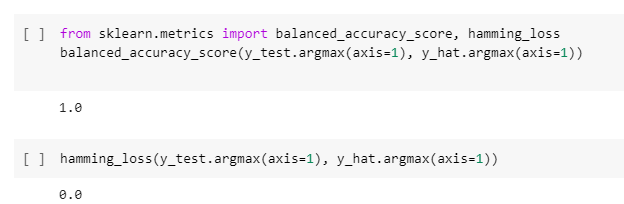 [ ] from sklearn.metrics import balanced_accuracy_score, hamming_loss
balanced_accuracy_score(y_test.argmax(axis=1), y_hat.argmax(axis=1))
1.0
[ ] hamming_loss(y_test.argmax(axis=1), y_hat.argmax(axis=1))
0.0